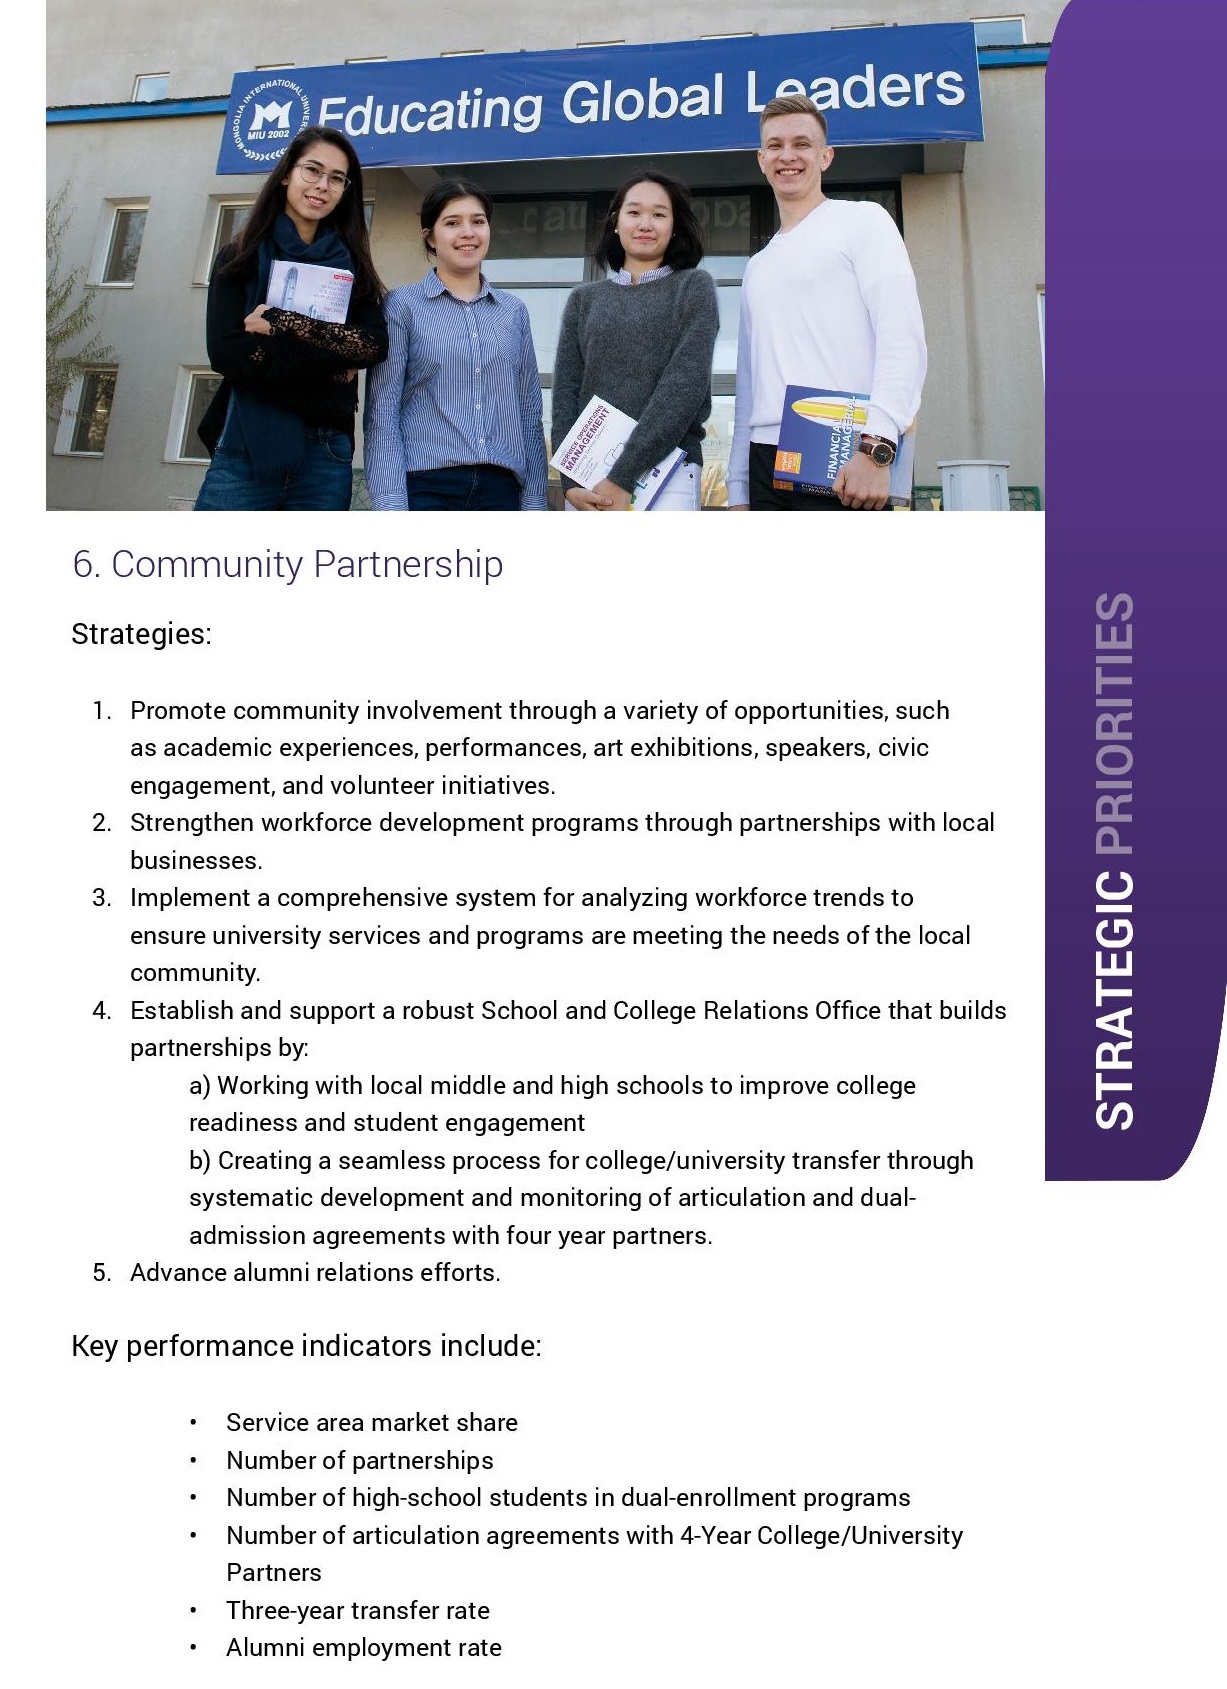 MONGOLIA INTERNATIONAL UNIVERSITY
MIU 2002
Educating Global Leaders
SERVICE OPERATIONS
MANAGEMENT
FINANCIAL
MANAGERIAL
6. Community Partnership
Strategies:
1. Promote community involvement through a variety of opportunities, such
as academic experiences, performances, art exhibitions, speakers, civic
engagement, and volunteer initiatives.
2. Strengthen workforce development programs through partnerships with local
businesses.
3. Implement a comprehensive system for analyzing workforce trends to
ensure university services and programs are meeting the needs of the local
community.
4. Establish and support a robust School and College Relations Office that builds
partnerships by:
a) Working with local middle and high schools to improve college
readiness and student engagement
b) Creating a seamless process for college/university transfer through
systematic development and monitoring of articulation and dual-
admission agreements with four year partners.
5. Advance alumni relations efforts.
Key performance indicators include:
• Service area market share
• Number of partnerships
• Number of high-school students in dual-enrollment programs
• Number of articulation agreements with 4-Year College/University
Partners
• Three-year transfer rate
• Alumni employment rate
STRATEGIC PRIORITIES